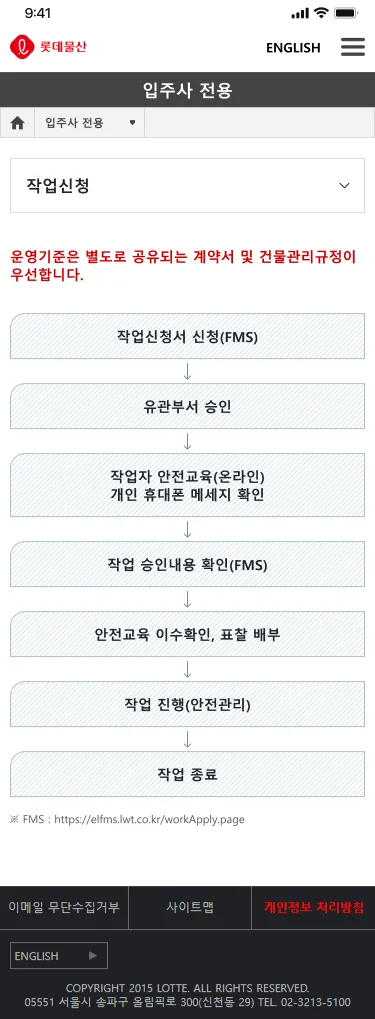 9:41
롯데물산
ENGLISH
입주사 전용
입주사 전용
작업신청
운영기준은 별도로 공유되는 계약서 및 건물관리규정이
우선합니다.
작업신청서 신청(FMS)
유관부서 승인
작업자 안전교육(온라인)
개인 휴대폰 메세지 확인
작업 승인내용 확인(FMS)
안전교육 이수확인, 표찰 배부
작업 진행(안전관리)
작업 종료
※ FMS : https://elfms.lwt.co.kr/workApply.page
이메일 무단수집거부
사이트맵
개인정보 처리방침
ENGLISH
COPYRIGHT 2015 LOTTE. ALL RIGHTS RESERVED.
05551 서울시 송파구 올림픽로 300(신천동 29) TEL. 02-3213-5100